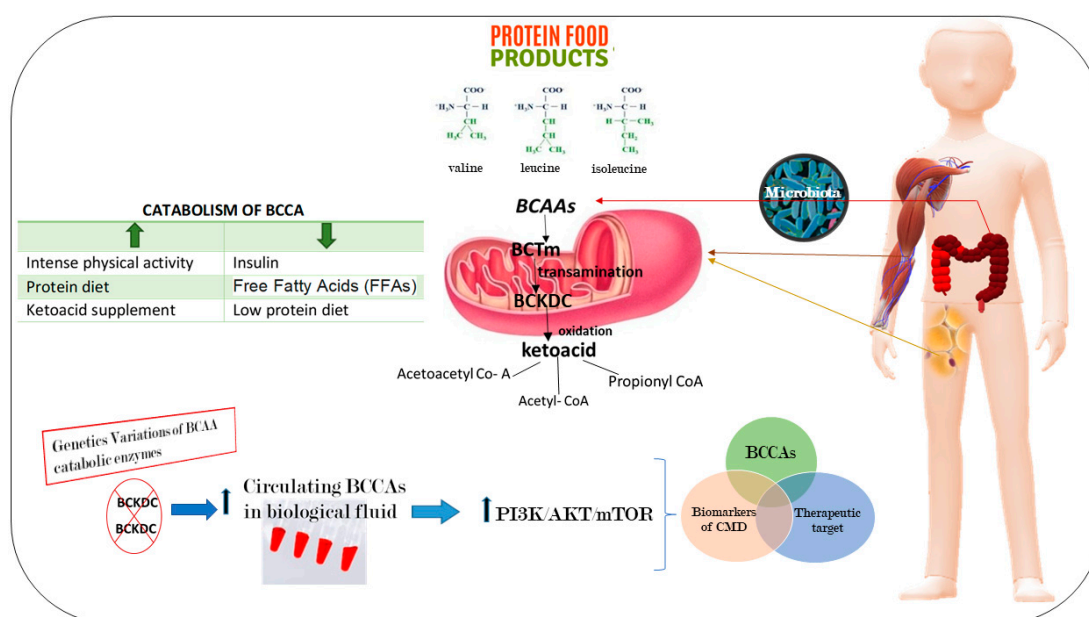 PROTEIN FOOD
PRODUCTS
COO⁻
⁺H₃N—C—H
CH
H₃C CH₃
valine
COO⁻
⁺H₃N—C—H
CH
CH
H₃C CH₃
leucine
COO⁻
⁺H₃N—C—H
H—C—CH₃
CH₂
CH₃
isoleucine
Microbiota
CATABOLISM OF BCCA
Intense physical activity Insulin
Protein diet Free Fatty Acids (FFAs)
Ketoacid supplement Low protein diet
BCAAs
BCTm
transamination
BCKDC
oxidation
ketoacid
Acetoacetyl Co- A
Acetyl- CoA
Propionyl CoA
Genetics Variations of BCAA
catabolic enzymes
BCKDC
BCKDC
Circulating BCCAs
in biological fluid
PI3K/AKT/mTOR
BCCAs
Biomarkers
of CMD
Therapeutic
target